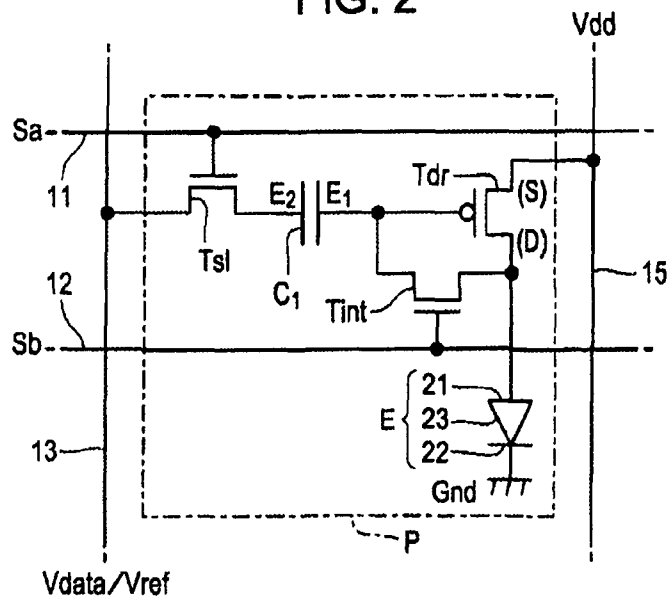 FIG. 2
Vdd
Sa
11
Tdr
(S)
E2 E1
(D)
Tsl
C1
Tint
15
12
Sb
21
E 23
22
13
Gnd
P
Vdata/Vref